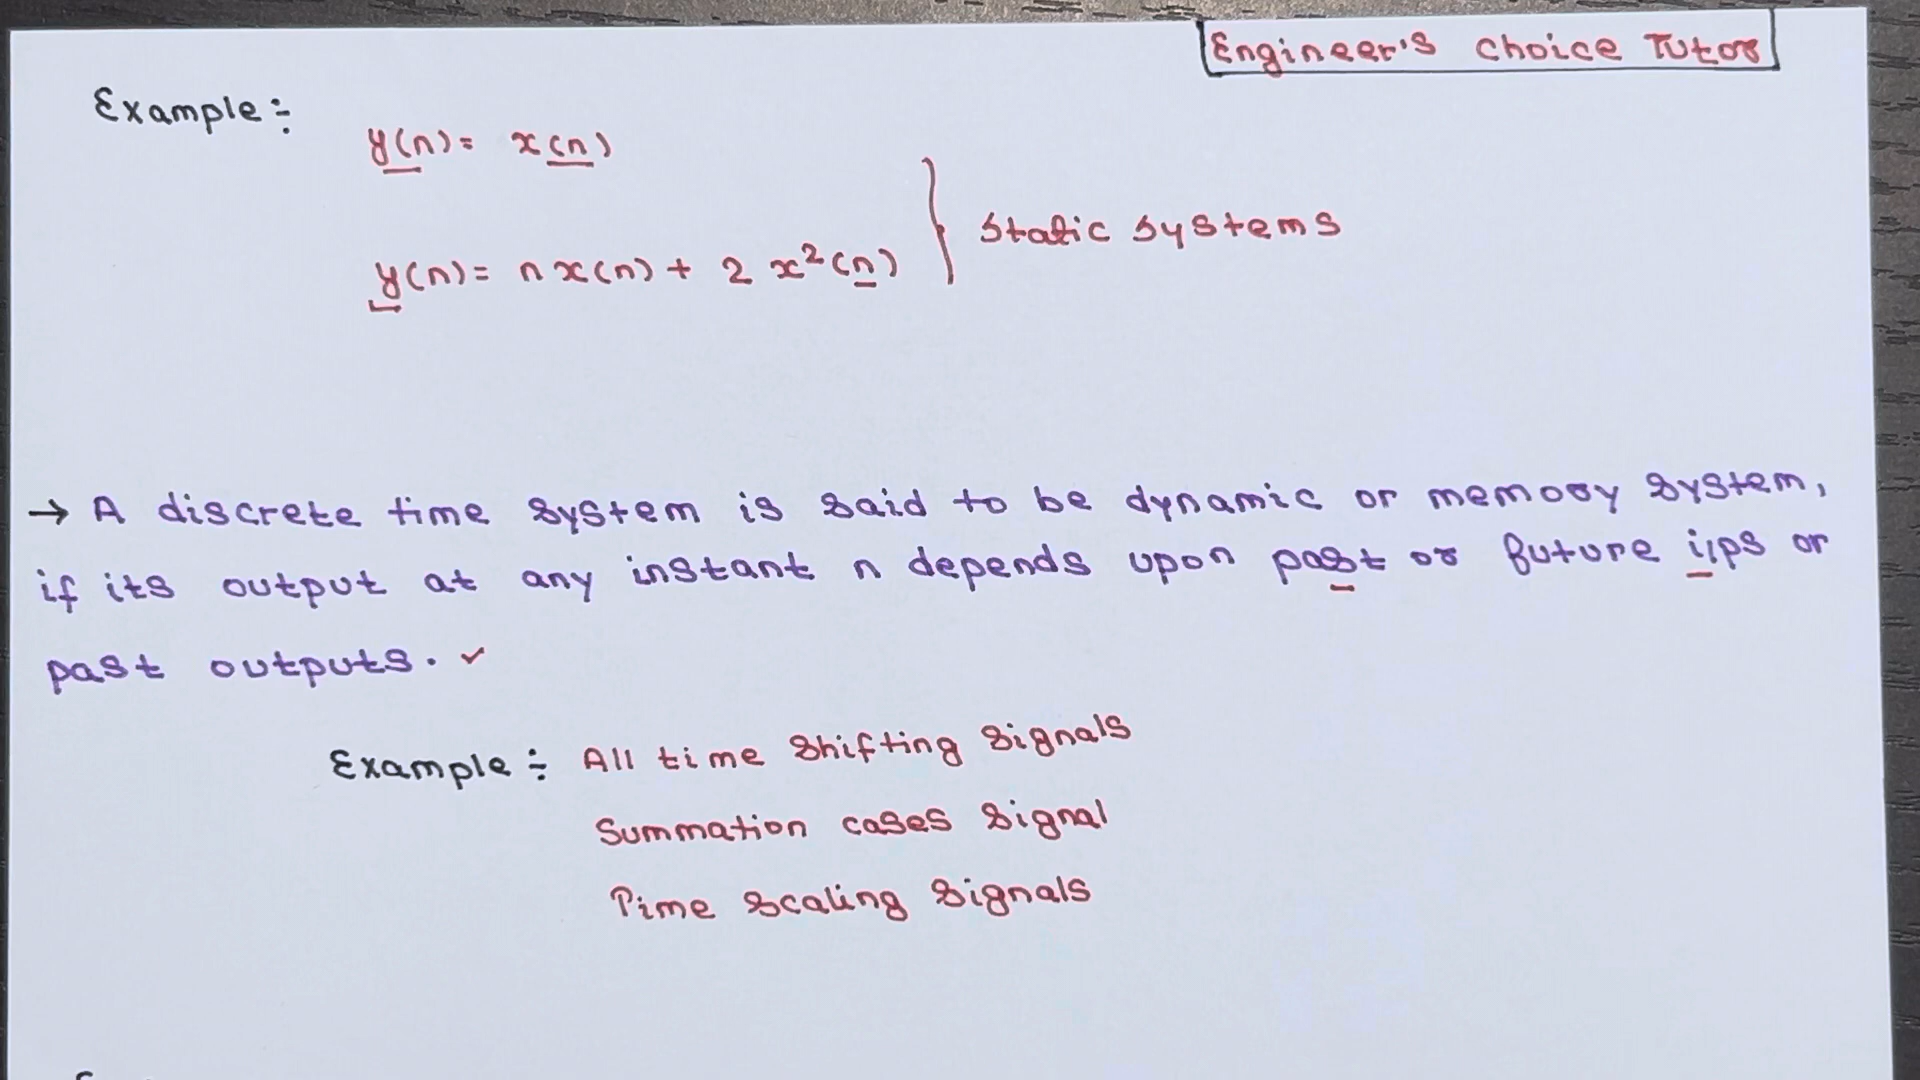 Engineer's choice Tutor
Example :-
y(n) = x(n)
y(n) = n x(n) + 2 x²(n)
Static systems
→ A discrete time system is said to be dynamic or memory system,
if its output at any instant n depends upon past or future i/ps or
past outputs. ✓
Example :- All time shifting signals
Summation cases signal
Time scaling signals